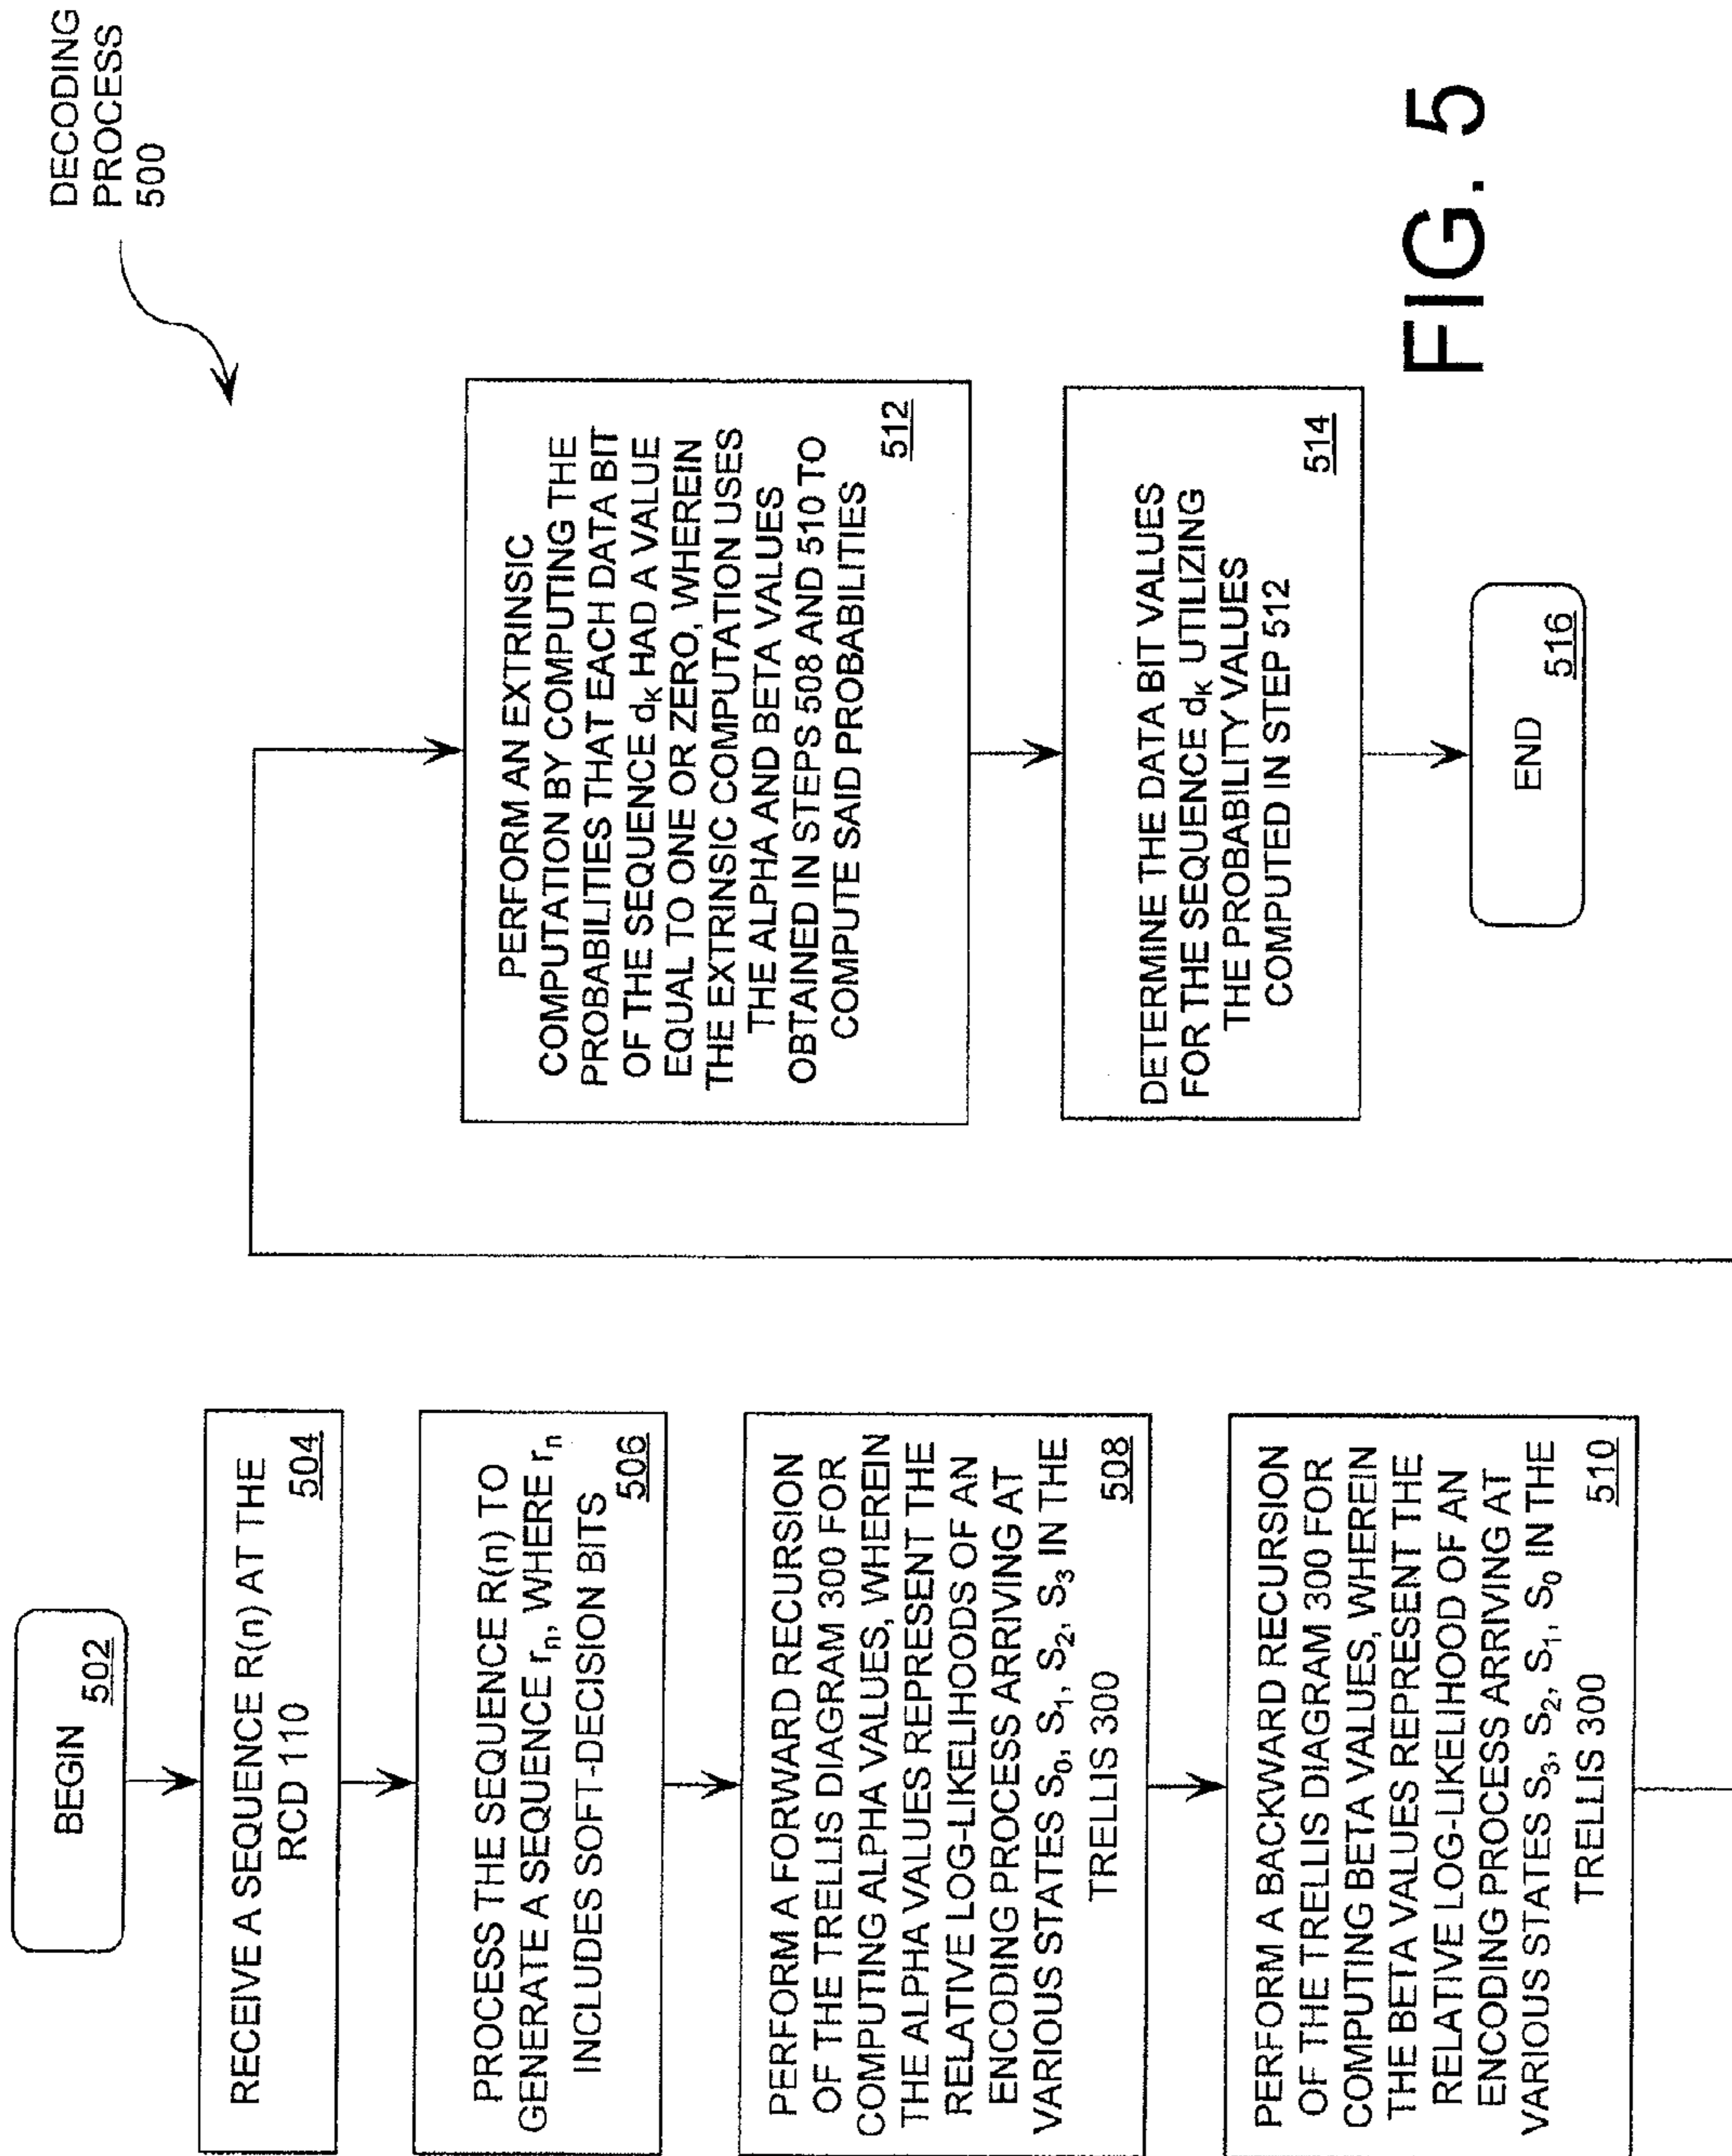 DECODING
PROCESS
500
BEGIN
502
RECEIVE A SEQUENCE R(n) AT THE
RCD 110
504
PROCESS THE SEQUENCE R(n) TO
GENERATE A SEQUENCE rₙ, WHERE rₙ
INCLUDES SOFT-DECISION BITS
506
PERFORM A FORWARD RECURSION
OF THE TRELLIS DIAGRAM 300 FOR
COMPUTING ALPHA VALUES, WHEREIN
THE ALPHA VALUES REPRESENT THE
RELATIVE LOG-LIKELIHOODS OF AN
ENCODING PROCESS ARRIVING AT
VARIOUS STATES S₀, S₁, S₂, S₃ IN THE
TRELLIS 300
508
PERFORM A BACKWARD RECURSION
OF THE TRELLIS DIAGRAM 300 FOR
COMPUTING BETA VALUES, WHEREIN
THE BETA VALUES REPRESENT THE
RELATIVE LOG-LIKELIHOOD OF AN
ENCODING PROCESS ARRIVING AT
VARIOUS STATES S₃, S₂, S₁, S₀ IN THE
TRELLIS 300
510
PERFORM AN EXTRINSIC
COMPUTATION BY COMPUTING THE
PROBABILITIES THAT EACH DATA BIT
OF THE SEQUENCE d_K HAD A VALUE
EQUAL TO ONE OR ZERO, WHEREIN
THE EXTRINSIC COMPUTATION USES
THE ALPHA AND BETA VALUES
OBTAINED IN STEPS 508 AND 510 TO
COMPUTE SAID PROBABILITIES
512
DETERMINE THE DATA BIT VALUES
FOR THE SEQUENCE d_K UTILIZING
THE PROBABILITY VALUES
COMPUTED IN STEP 512
514
END
516
FIG. 5